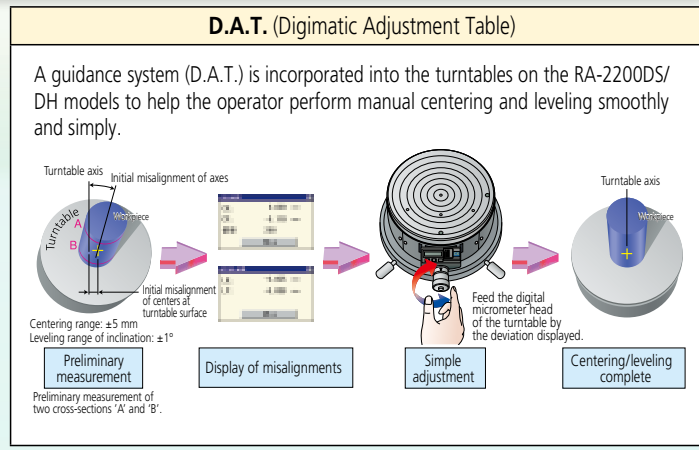 D.A.T. (Digimatic Adjustment Table)
A guidance system (D.A.T.) is incorporated into the turntables on the RA-2200DS/
DH models to help the operator perform manual centering and leveling smoothly
and simply.
Turntable axis
Initial misalignment of axes
Turntable
Workpiece
A
B
Initial misalignment
of centers at
turntable surface
Centering range: ±5 mm
Leveling range of inclination: ±1°
Preliminary
measurement
Preliminary measurement of
two cross-sections ‘A’ and ‘B’.
Display of misalignments
Feed the digital
micrometer head
of the turntable by
the deviation displayed.
Simple
adjustment
Turntable axis
Workpiece
Centering/leveling
complete